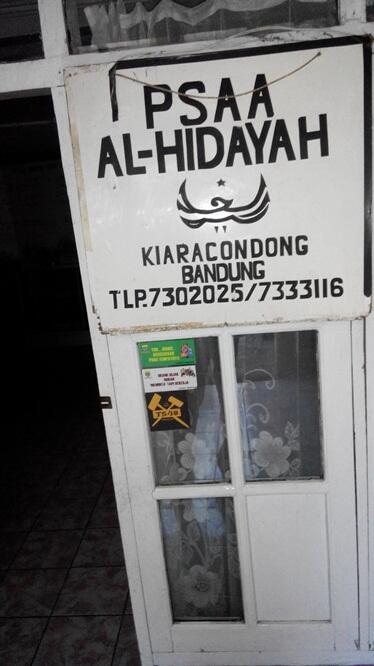 PSAA
AL-HIDAYAH
KIARACONDONG
BANDUNG
TLP.7302025/7333116